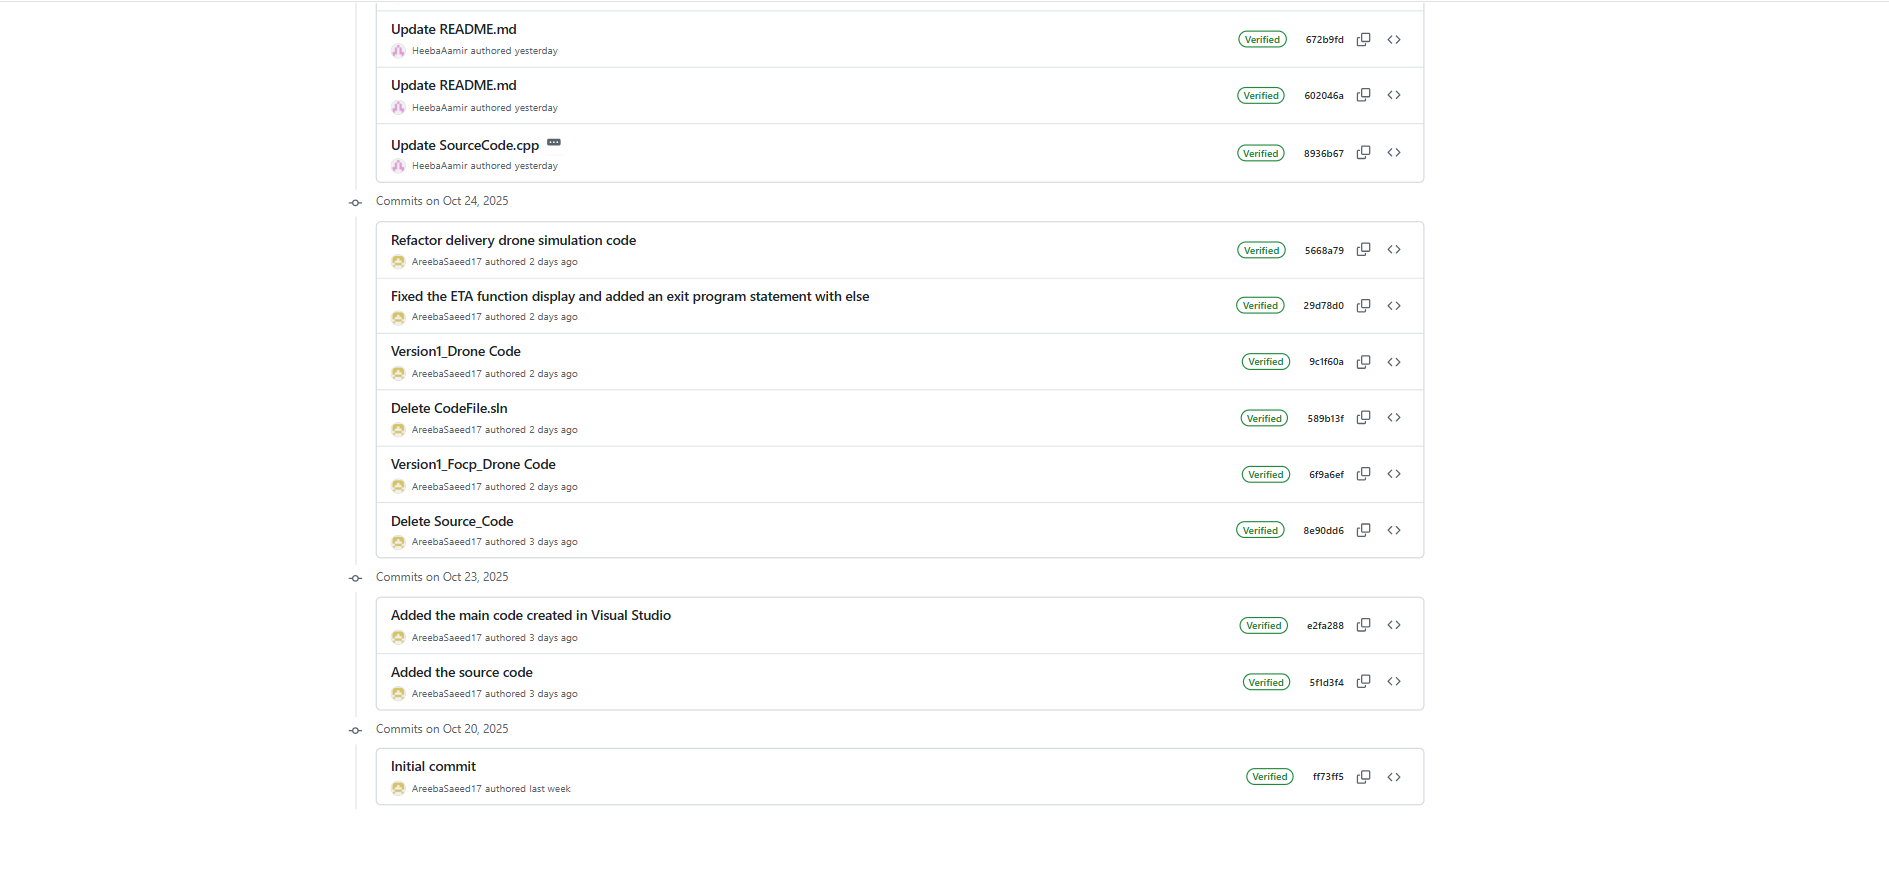 Update README.md
HeebaAamir authored yesterday
Verified 672b9fd
Update README.md
HeebaAamir authored yesterday
Verified 602046a
Update SourceCode.cpp
HeebaAamir authored yesterday
Verified 8936b67
Commits on Oct 24, 2025
Refactor delivery drone simulation code
AreebaSaeed17 authored 2 days ago
Verified 5668a79
Fixed the ETA function display and added an exit program statement with else
AreebaSaeed17 authored 2 days ago
Verified 29d78d0
Version1_Drone Code
AreebaSaeed17 authored 2 days ago
Verified 9c1f60a
Delete CodeFile.sln
AreebaSaeed17 authored 2 days ago
Verified 589b13f
Version1_Focp_Drone Code
AreebaSaeed17 authored 2 days ago
Verified 6f9a6ef
Delete Source_Code
AreebaSaeed17 authored 3 days ago
Verified 8e90dd6
Commits on Oct 23, 2025
Added the main code created in Visual Studio
AreebaSaeed17 authored 3 days ago
Verified e2fa288
Added the source code
AreebaSaeed17 authored 3 days ago
Verified 5f1d3f4
Commits on Oct 20, 2025
Initial commit
AreebaSaeed17 authored last week
Verified ff73ff5